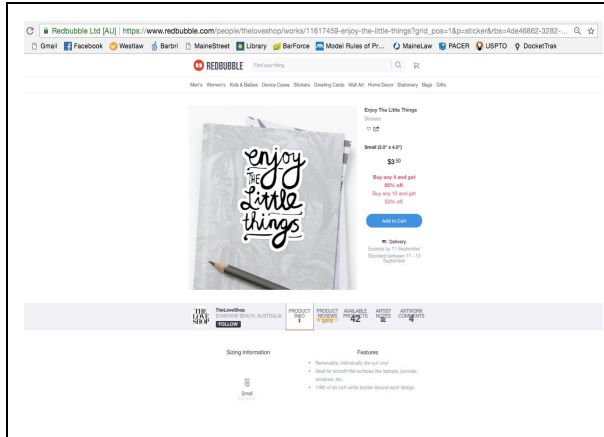 Redbubble Ltd [AU] https://www.redbubble.com/people/theloveshop/works/11617459-enjoy-the-little-things?grid_pos=1&p=sticker&rbs=4de46862-3282-...
Gmail Facebook Westlaw Barbri MaineStreet Library BarForce Model Rules of Pr... MaineLaw PACER USPTO DocketTrak
REDBUBBLE Find your thing
Men's Women's Kids & Babies Device Cases Stickers Greeting Cards Wall Art Home Decor Stationery Bags Gifts
enjoy
THE
Little
things
Enjoy The Little Things
Stickers
Small (3.0" x 4.0")
$3.50
Buy any 4 and get
20% off.
Buy any 10 and get
50% off.
Add to Cart
Delivery
Express by 11 September
Standard between 11 - 13
September
THE
LOVE
SHOP
TheLoveShop
SUNSHINE BEACH, AUSTRALIA
FOLLOW
PRODUCT
INFO
PRODUCT
REVIEWS
AVAILABLE
PRODUCTS
42
ARTIST
NOTES
ARTWORK
COMMENTS
4
Sizing Information
Small
Features
Removable, individually die-cut vinyl
Ideal for smooth flat surfaces like laptops, journals,
windows, etc.
1/8th of an inch white border around each design